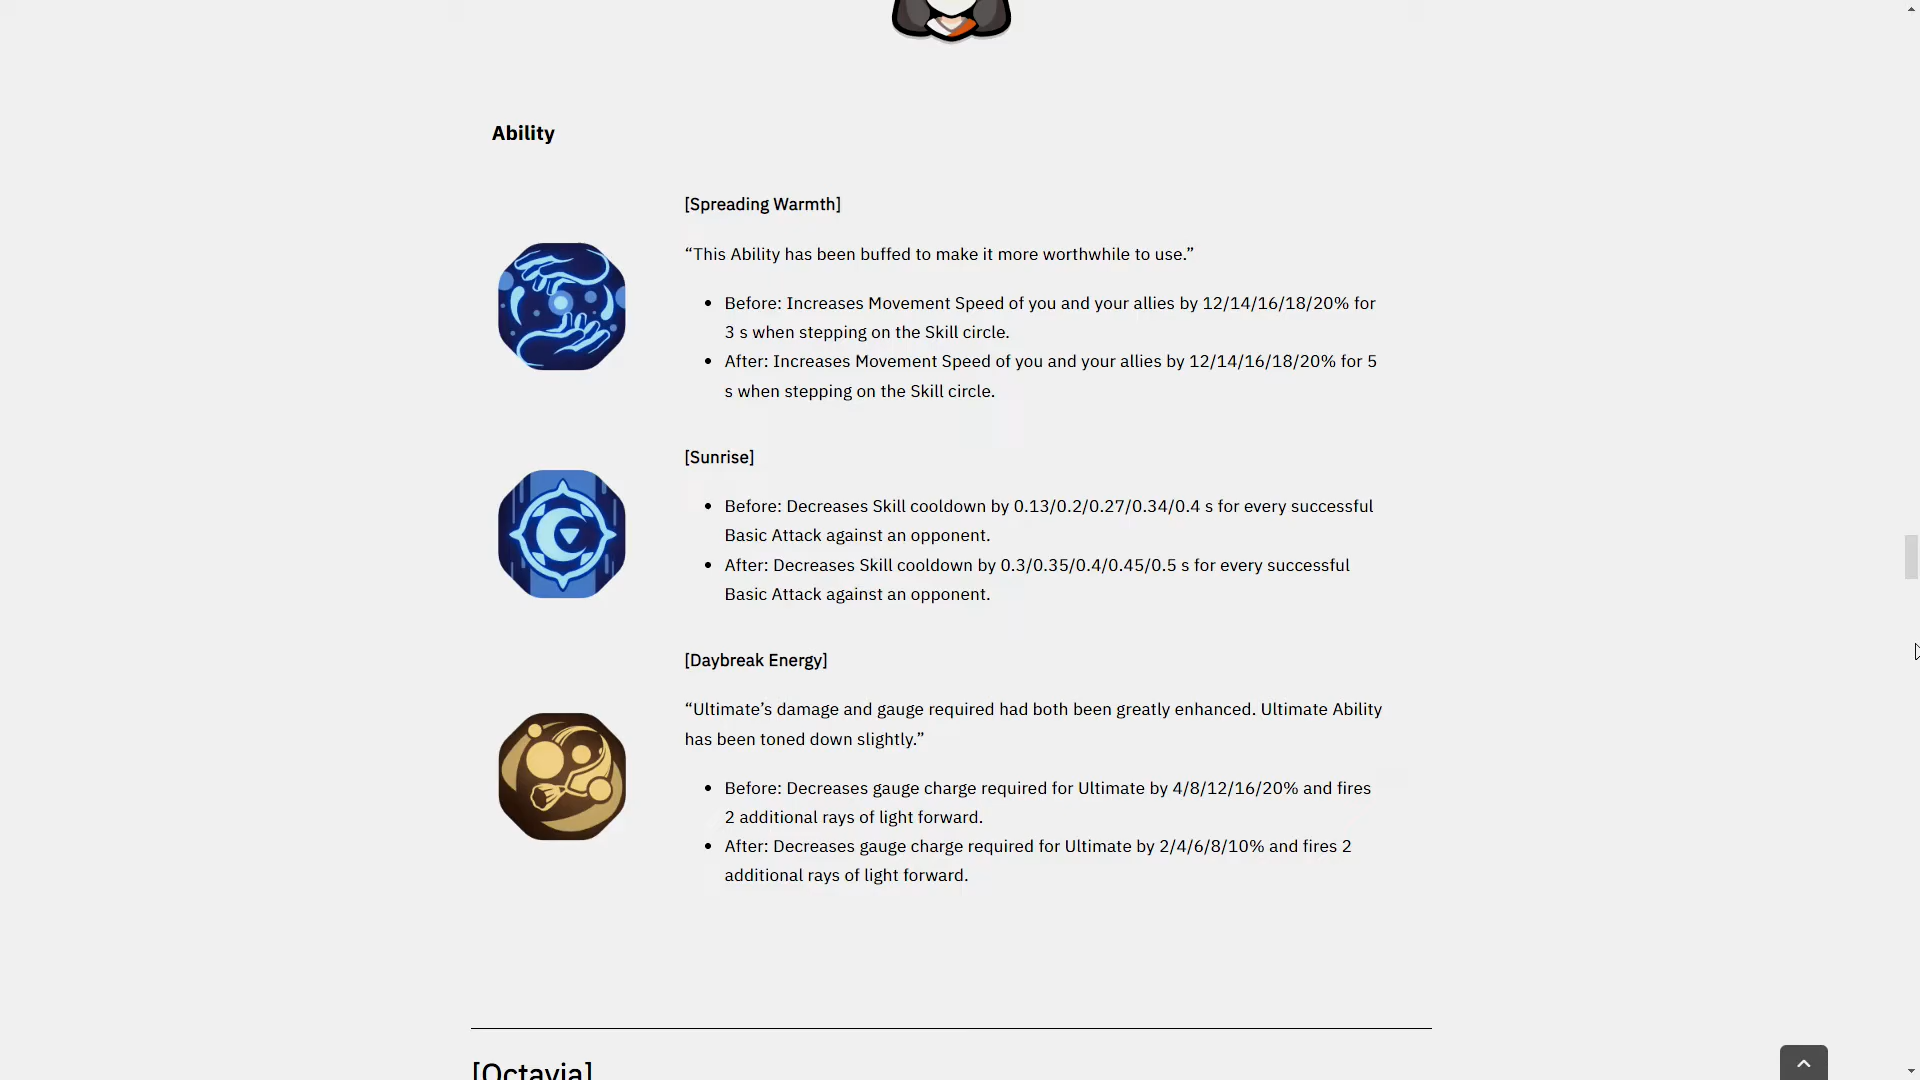 Ability
[Spreading Warmth]
“This Ability has been buffed to make it more worthwhile to use.”
• Before: Increases Movement Speed of you and your allies by 12/14/16/18/20% for
3 s when stepping on the Skill circle.
• After: Increases Movement Speed of you and your allies by 12/14/16/18/20% for 5
s when stepping on the Skill circle.
[Sunrise]
• Before: Decreases Skill cooldown by 0.13/0.2/0.27/0.34/0.4 s for every successful
Basic Attack against an opponent.
• After: Decreases Skill cooldown by 0.3/0.35/0.4/0.45/0.5 s for every successful
Basic Attack against an opponent.
[Daybreak Energy]
“Ultimate’s damage and gauge required had both been greatly enhanced. Ultimate Ability
has been toned down slightly.”
• Before: Decreases gauge charge required for Ultimate by 4/8/12/16/20% and fires
2 additional rays of light forward.
• After: Decreases gauge charge required for Ultimate by 2/4/6/8/10% and fires 2
additional rays of light forward.
[Octavia]